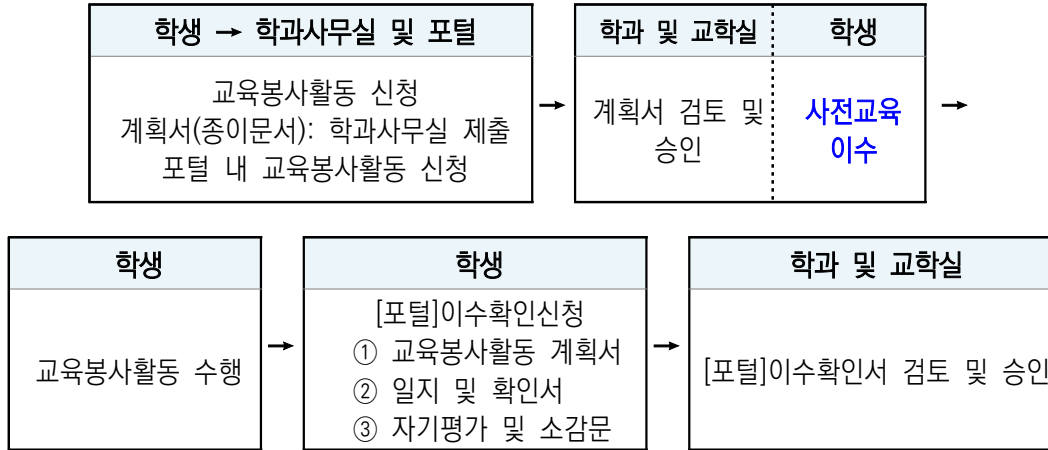 학생 → 학과사무실 및 포털
교육봉사활동 신청
계획서(종이문서): 학과사무실 제출
포털 내 교육봉사활동 신청
→
학과 및 교학실
계획서 검토 및
승인
학생
사전교육
이수
→
학생
교육봉사활동 수행
→
학생
[포털]이수확인신청
① 교육봉사활동 계획서
② 일지 및 확인서
③ 자기평가 및 소감문
→
학과 및 교학실
[포털]이수확인서 검토 및 승인